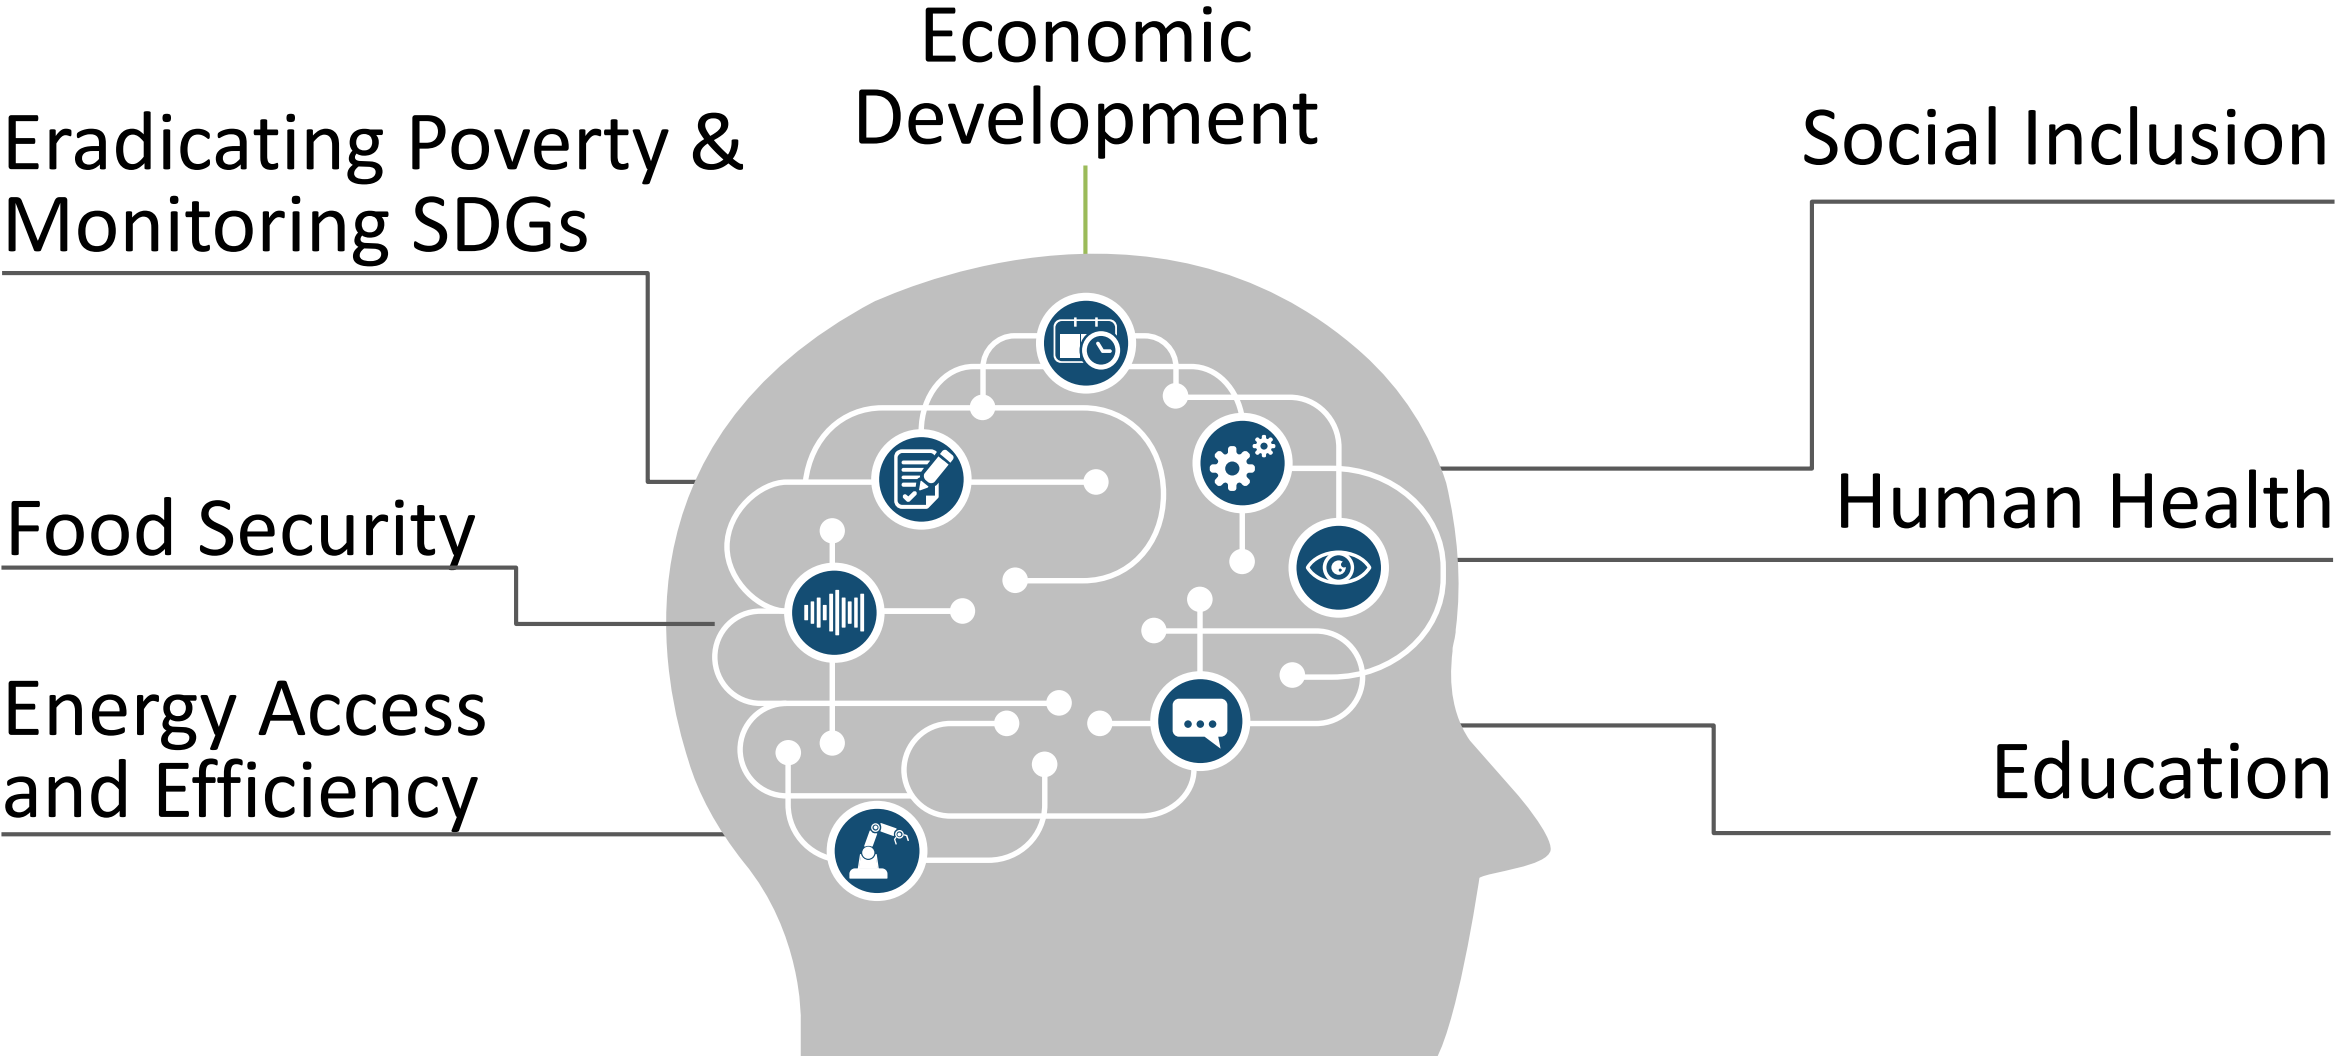 Economic
Development
Eradicating Poverty &
Monitoring SDGs
Social Inclusion
Food Security
Human Health
Energy Access
and Efficiency
Education